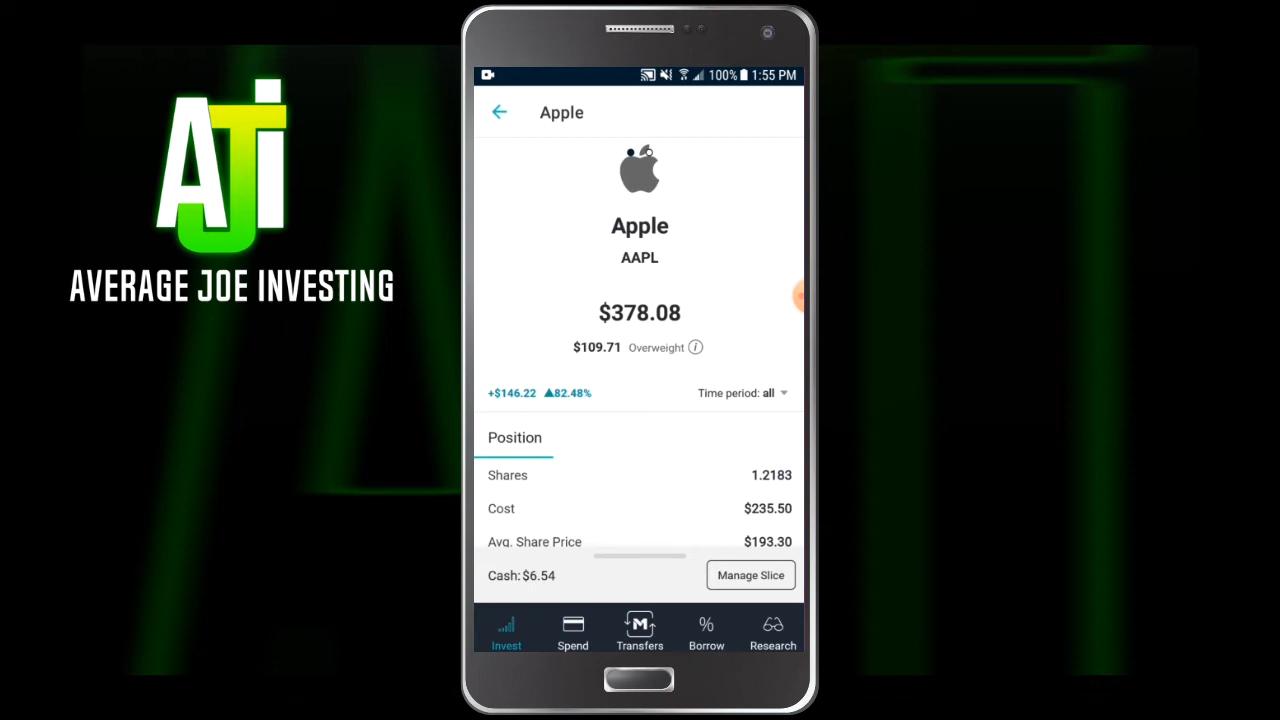 AJI
AVERAGE JOE INVESTING
100% 1:55 PM
Apple
Apple
AAPL
$378.08
$109.71 Overweight i
+$146.22 ▲82.48% Time period: all
Position
Shares 1.2183
Cost $235.50
Avg. Share Price $193.30
Cash: $6.54 Manage Slice
M %
Invest Spend Transfers Borrow Research